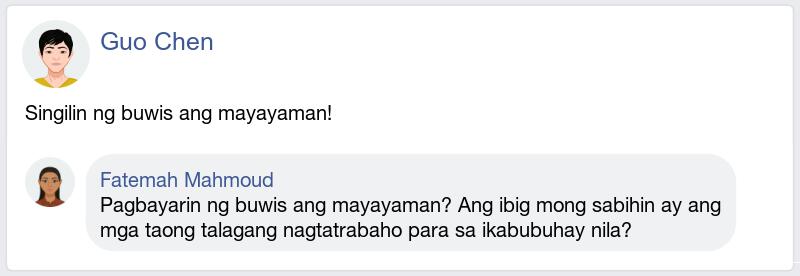 Guo Chen
Singilin ng buwis ang mayayaman!
Fatemah Mahmoud
Pagbayarin ng buwis ang mayayaman? Ang ibig mong sabihin ay ang
mga taong talagang nagtatrabaho para sa ikabubuhay nila?